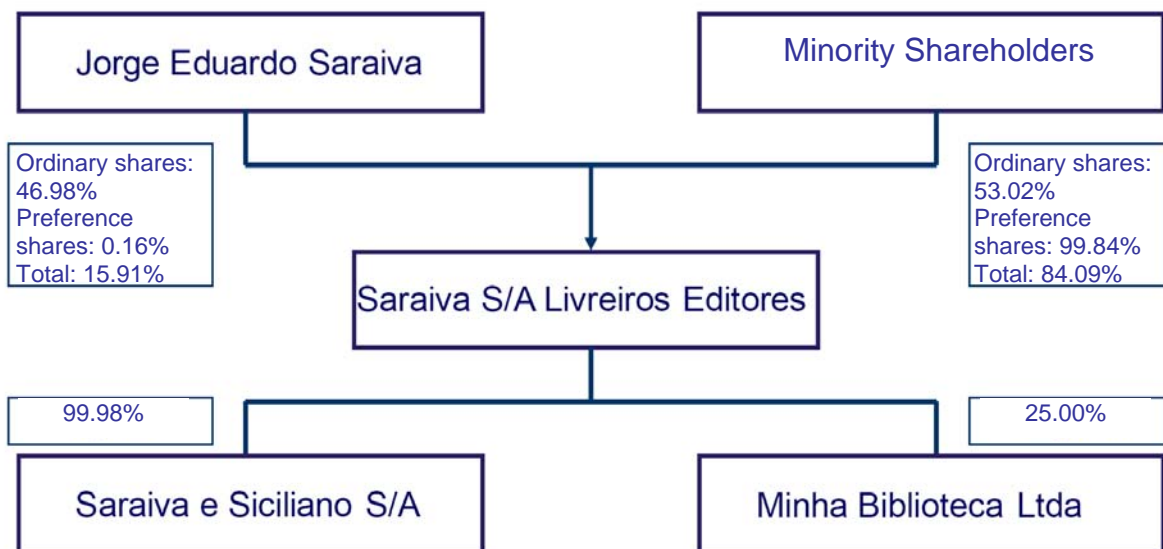 Jorge Eduardo Saraiva
Minority Shareholders
Ordinary shares:
46.98%
Preference
shares: 0.16%
Total: 15.91%
Ordinary shares:
53.02%
Preference
shares: 99.84%
Total: 84.09%
Saraiva S/A Livreiros Editores
99.98%
25.00%
Saraiva e Siciliano S/A
Minha Biblioteca Ltda